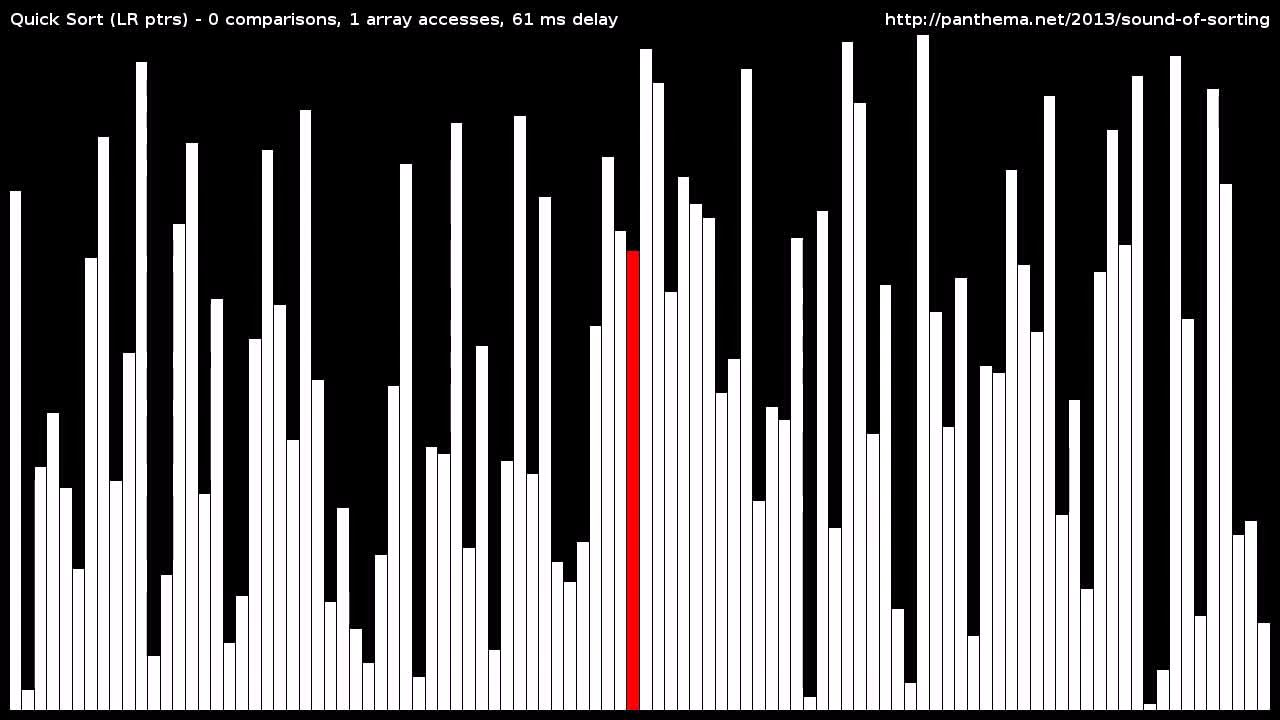 Quick Sort (LR ptrs) - 0 comparisons, 1 array accesses, 61 ms delay
http://panthema.net/2013/sound-of-sorting